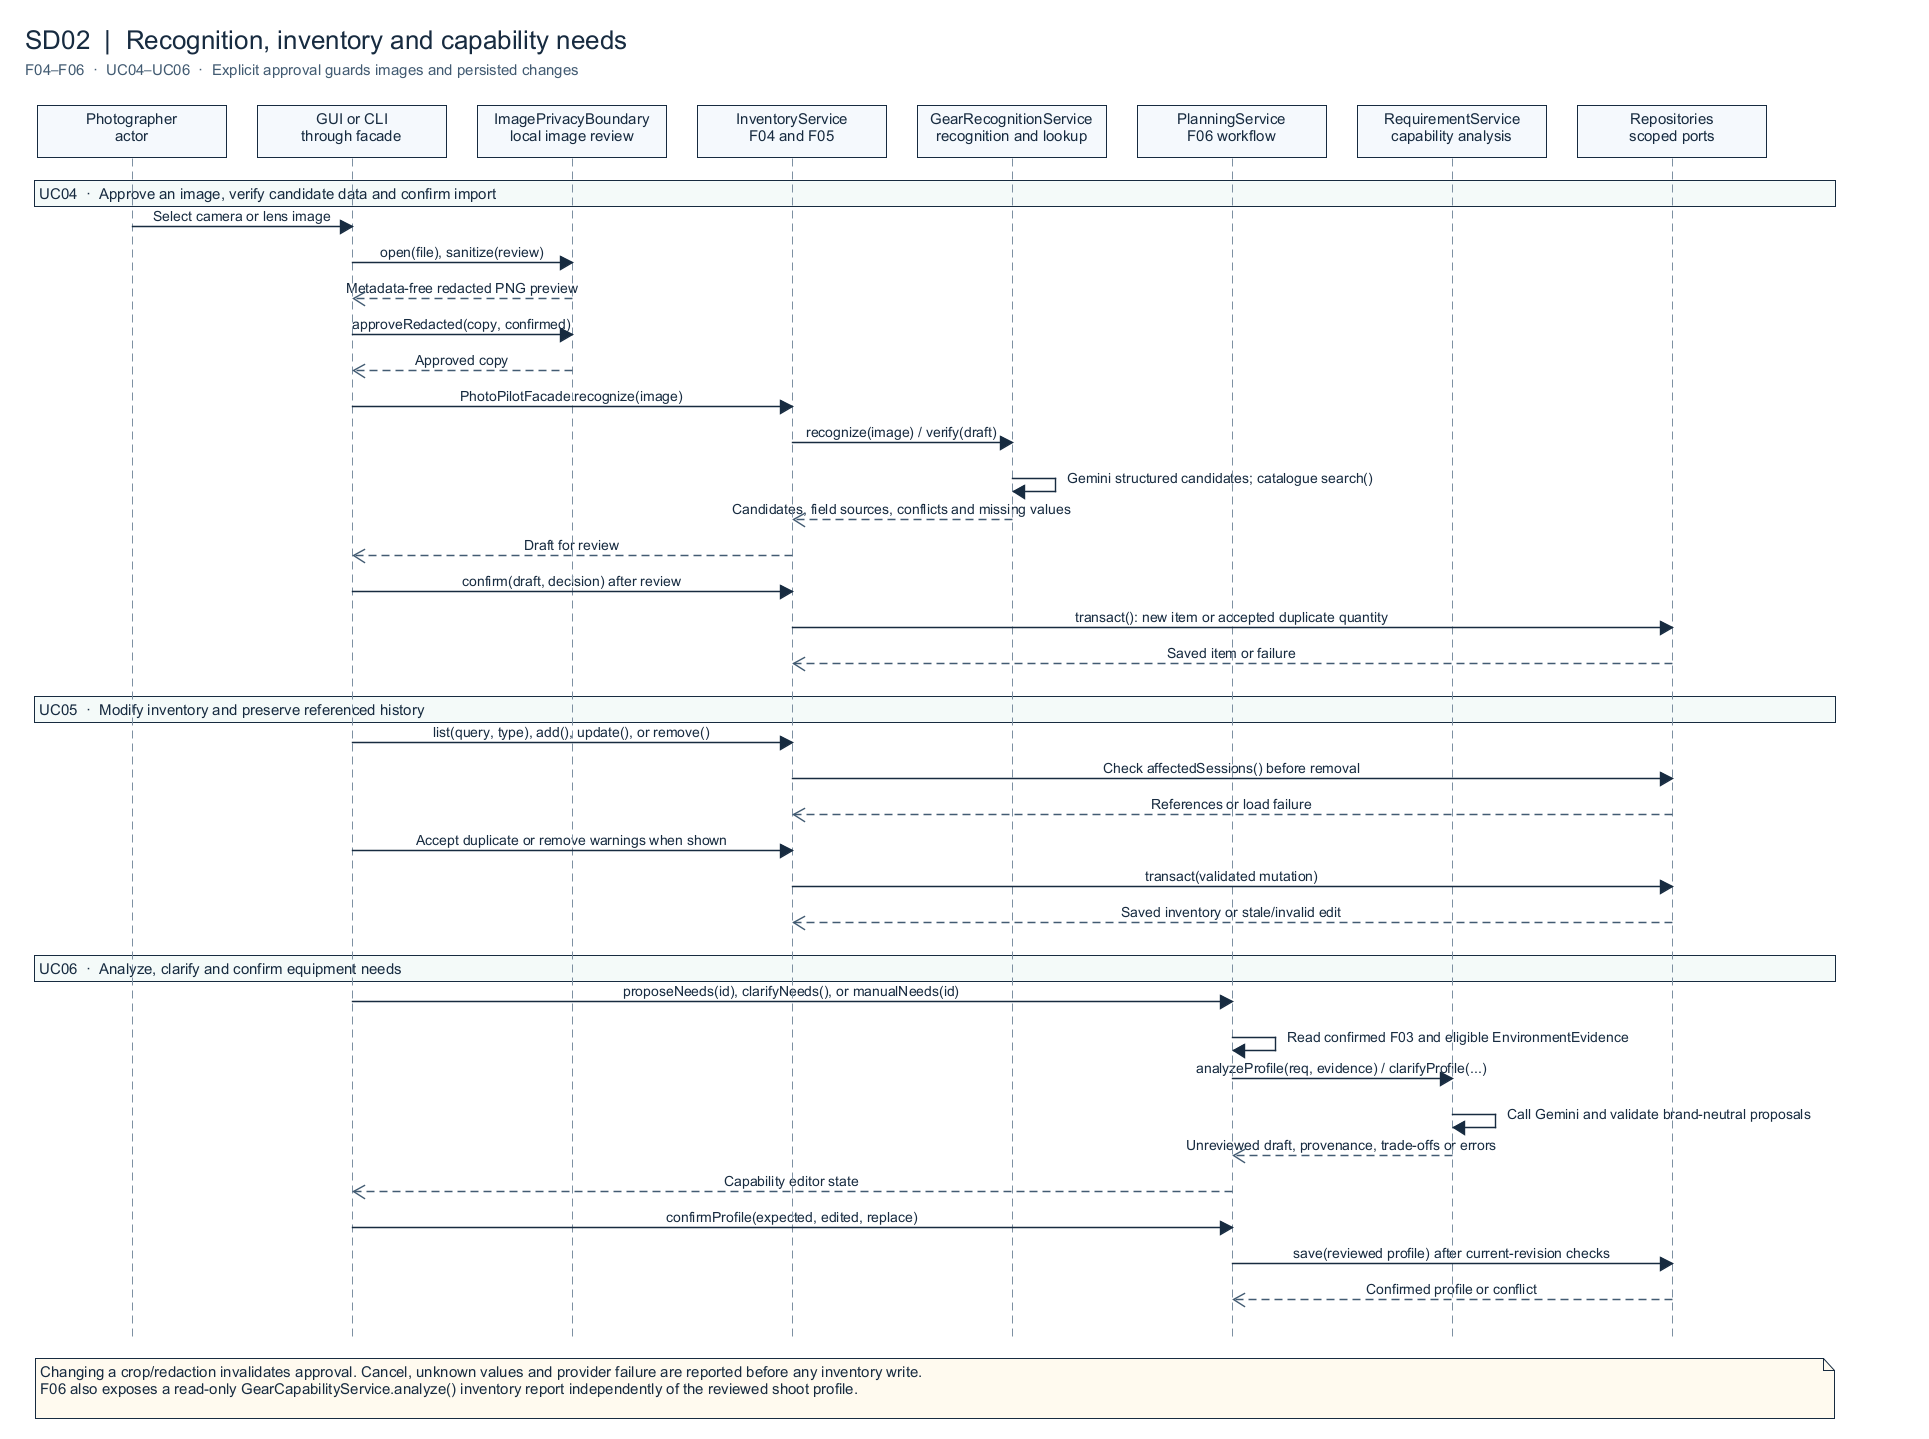 SD02 | Recognition, inventory and capability needs
F04–F06 · UC04–UC06 · Explicit approval guards images and persisted changes
Photographer
actor
GUI or CLI
through facade
ImagePrivacyBoundary
local image review
InventoryService
F04 and F05
GearRecognitionService
recognition and lookup
PlanningService
F06 workflow
RequirementService
capability analysis
Repositories
scoped ports
UC04 · Approve an image, verify candidate data and confirm import
Select camera or lens image
open(file), sanitize(review)
Metadata-free redacted PNG preview
approveRedacted(copy, confirmed)
Approved copy
PhotoPilotFacade.recognize(image)
recognize(image) / verify(draft)
Gemini structured candidates; catalogue search()
Candidates, field sources, conflicts and missing values
Draft for review
confirm(draft, decision) after review
transact(): new item or accepted duplicate quantity
Saved item or failure
UC05 · Modify inventory and preserve referenced history
list(query, type), add(), update(), or remove()
Check affectedSessions() before removal
References or load failure
Accept duplicate or remove warnings when shown
transact(validated mutation)
Saved inventory or stale/invalid edit
UC06 · Analyze, clarify and confirm equipment needs
proposeNeeds(id), clarifyNeeds(), or manualNeeds(id)
Read confirmed F03 and eligible EnvironmentEvidence
analyzeProfile(req, evidence) / clarifyProfile(...)
Call Gemini and validate brand-neutral proposals
Unreviewed draft, provenance, trade-offs or errors
Capability editor state
confirmProfile(expected, edited, replace)
save(reviewed profile) after current-revision checks
Confirmed profile or conflict
Changing a crop/redaction invalidates approval. Cancel, unknown values and provider failure are reported before any inventory write.
F06 also exposes a read-only GearCapabilityService.analyze() inventory report independently of the reviewed shoot profile.